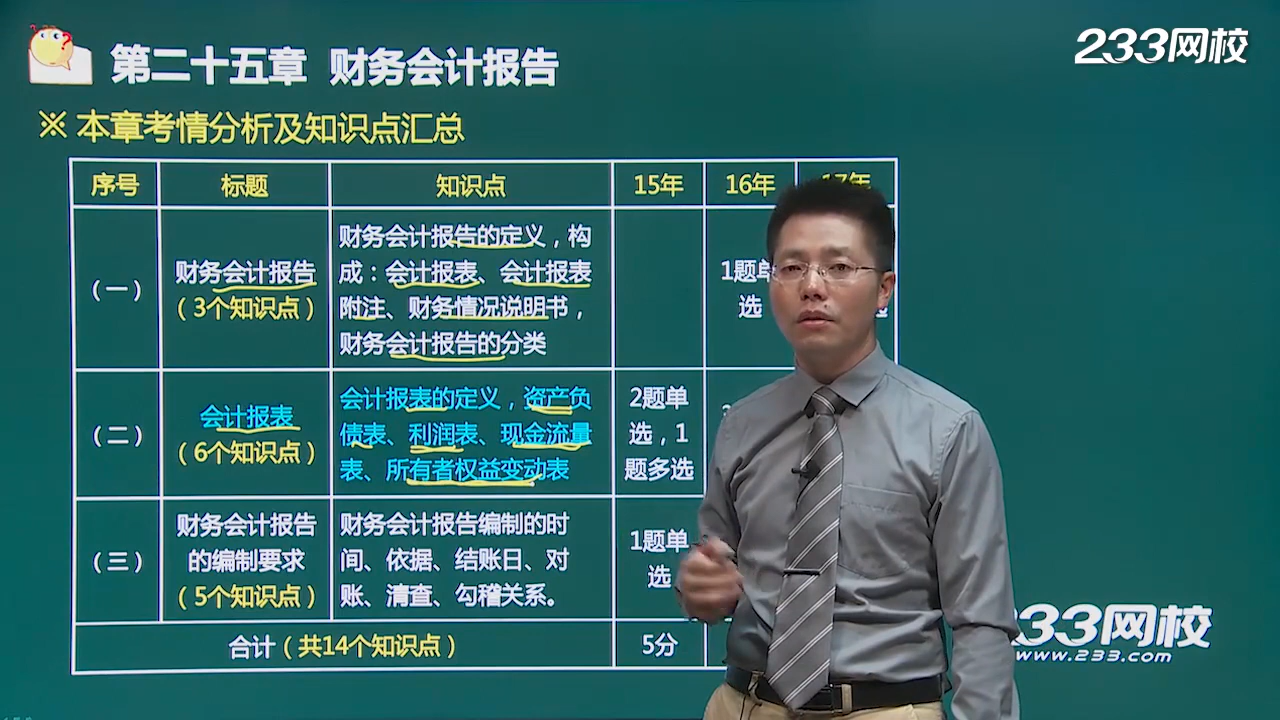 233网校
第二十五章 财务会计报告
※ 本章考情分析及知识点汇总
序号 标题 知识点 15年 16年 17年
(一)
财务会计报告
(3个知识点)
财务会计报告的定义,构
成:会计报表、会计报表
附注、财务情况说明书,
财务会计报告的分类
1题单
选
(二)
会计报表
(6个知识点)
会计报表的定义,资产负
债表、利润表、现金流量
表、所有者权益变动表
2题单
选,1
题多选
(三)
财务会计报告
的编制要求
(5个知识点)
财务会计报告编制的时
间、依据、结账日、对
账、清查、勾稽关系。
1题单
选
合计(共14个知识点) 5分
233网校
www.233.com